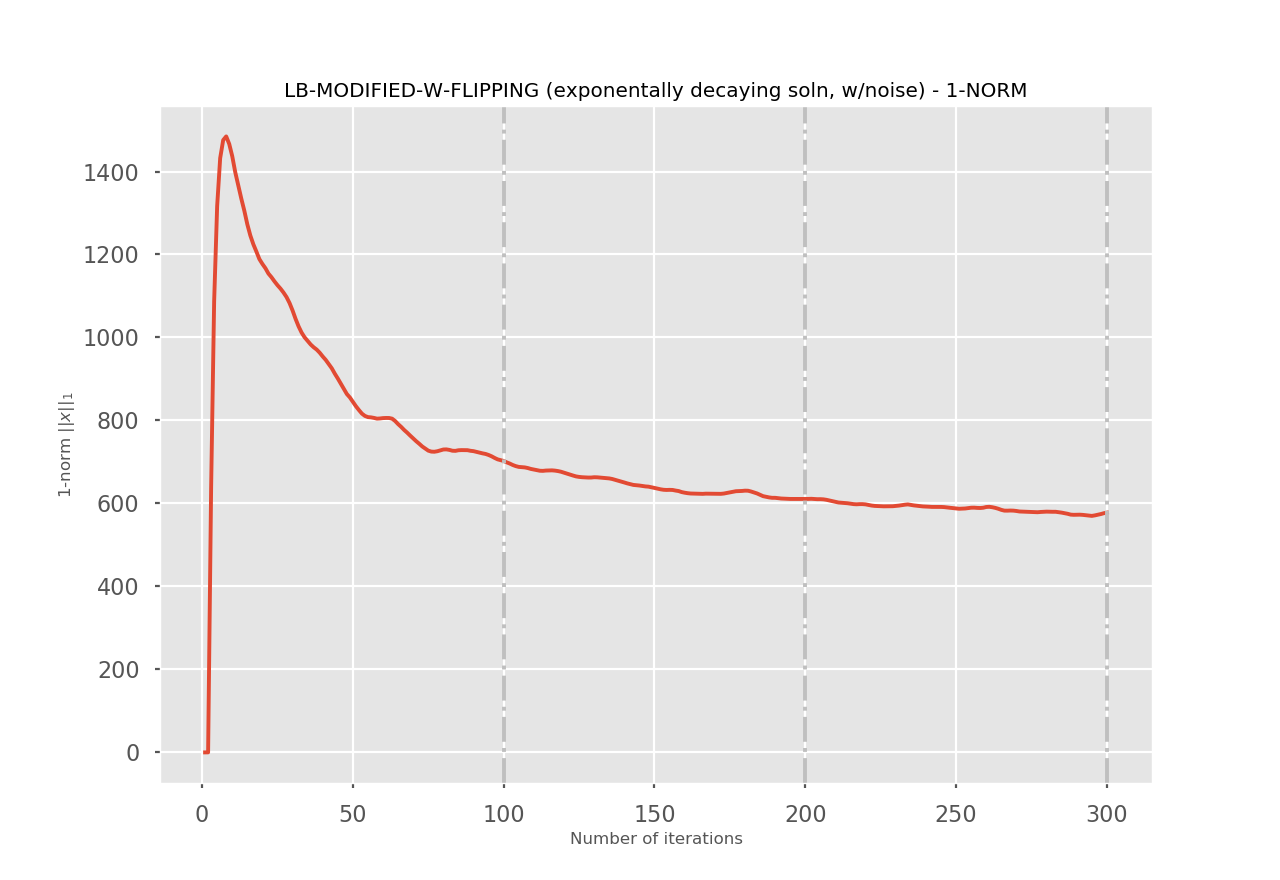 LB-MODIFIED-W-FLIPPING (exponentially decaying soln, w/noise) - 1-NORM
1400
1200
1000
800
600
400
200
0
1-norm ||x||₁
0 50 100 150 200 250 300
Number of iterations